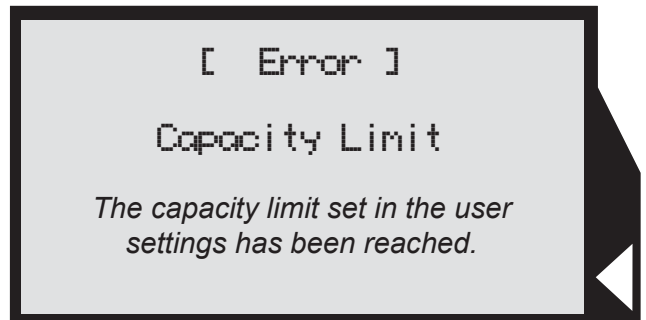 [ Error ]
Capacity Limit
The capacity limit set in the user
settings has been reached.